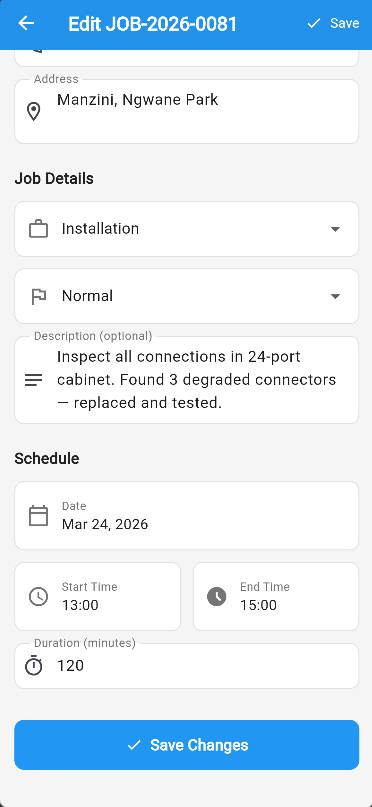 Edit JOB-2026-0081
Save
Address
Manzini, Ngwane Park
Job Details
Installation
Normal
Description (optional)
Inspect all connections in 24-port
cabinet. Found 3 degraded connectors
— replaced and tested.
Schedule
Date
Mar 24, 2026
Start Time
13:00
End Time
15:00
Duration (minutes)
120
Save Changes